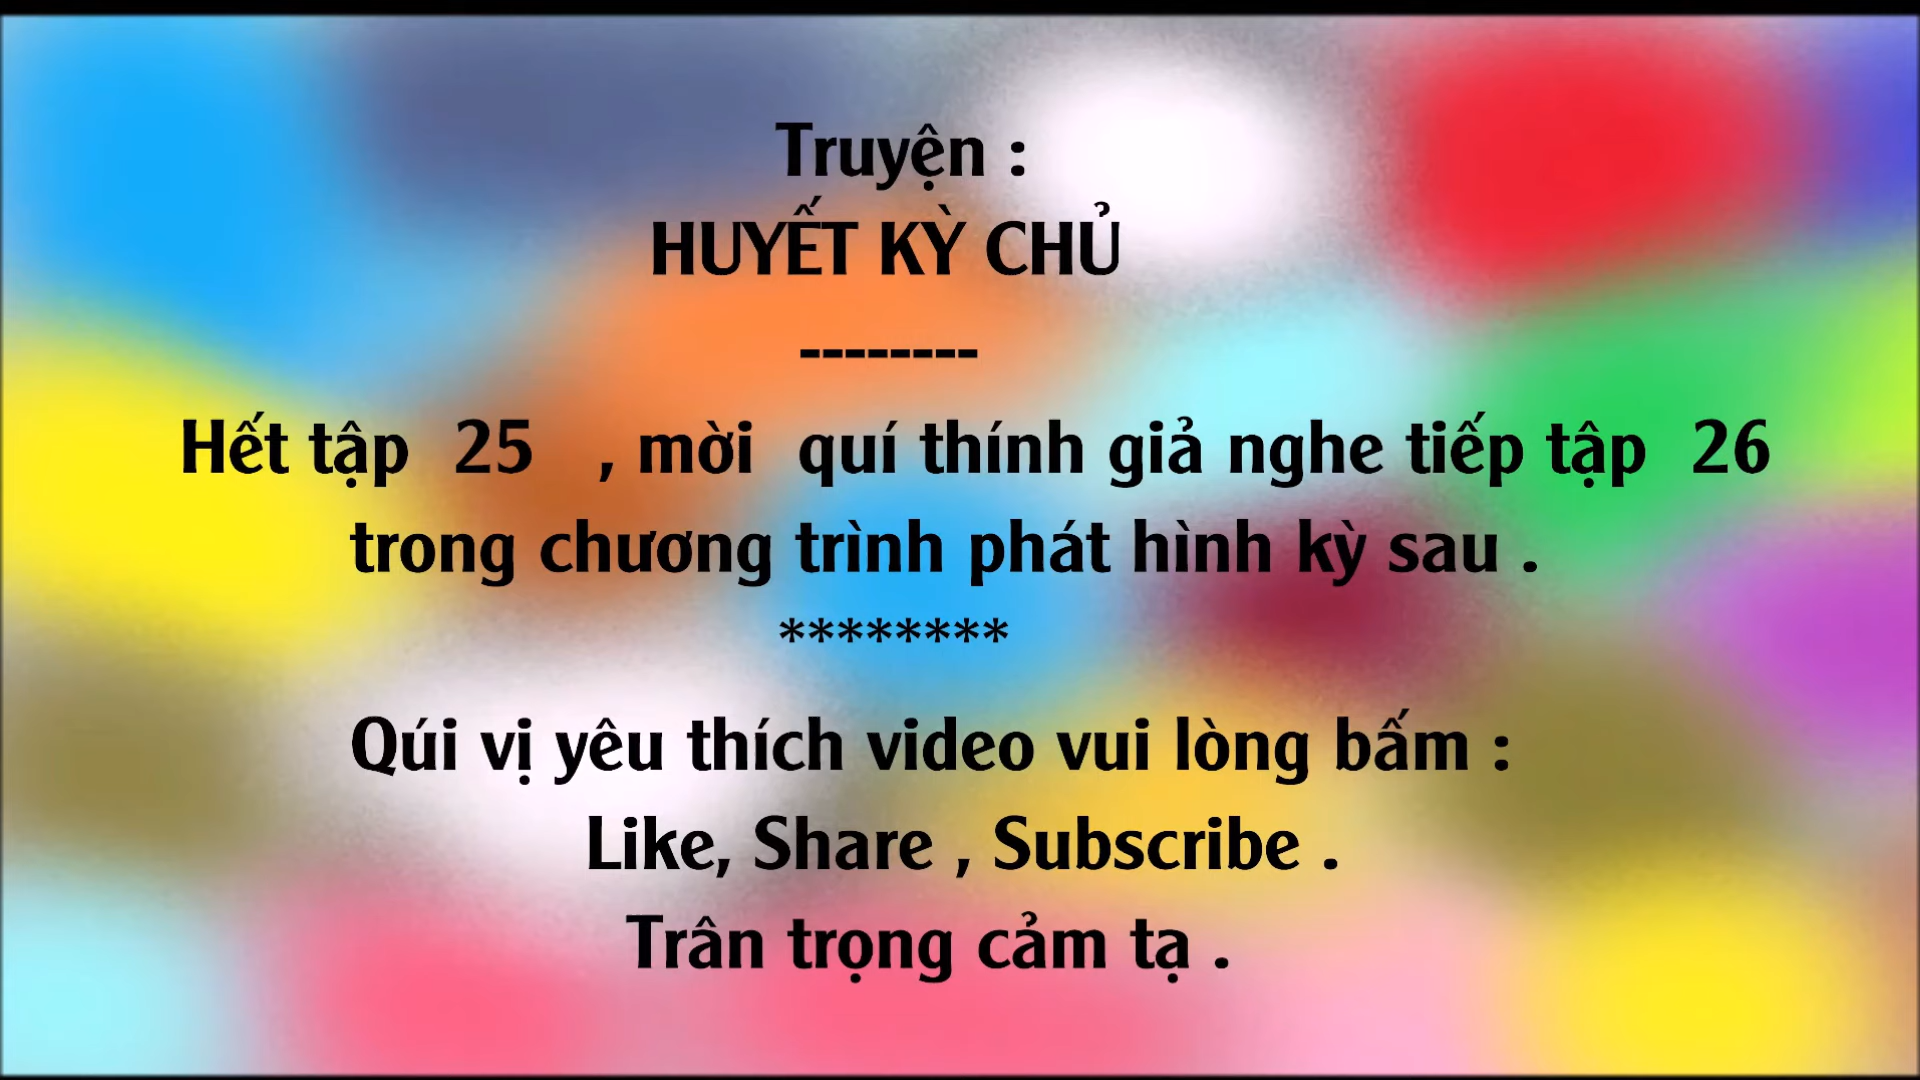 Truyện :
HUYẾT KỲ CHỦ
--------
Hết tập 25 , mời quí thính giả nghe tiếp tập 26
trong chương trình phát hình kỳ sau .
********
Qúi vị yêu thích video vui lòng bấm :
Like, Share , Subscribe .
Trân trọng cảm tạ .